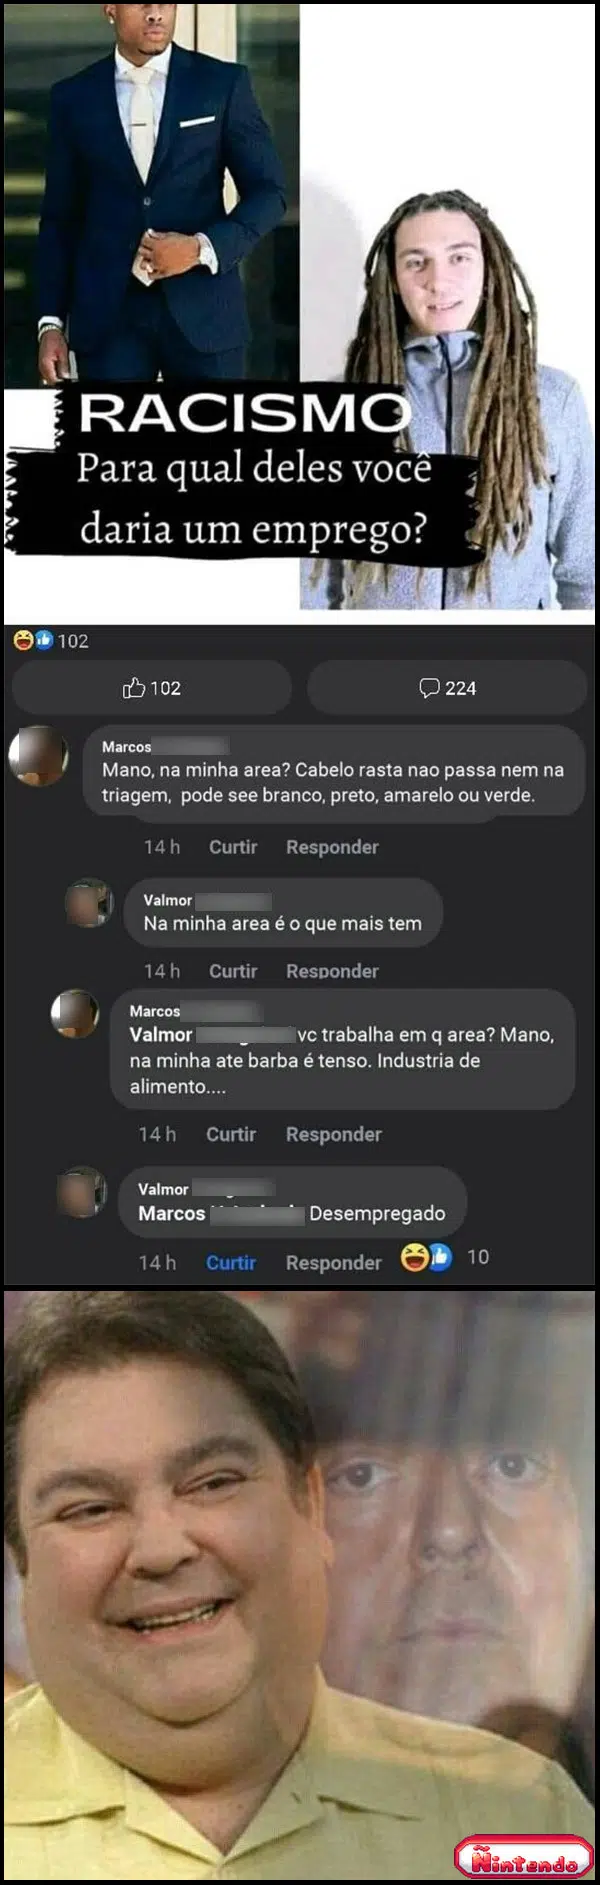 RACISMO
Para qual deles você
daria um emprego?
102
102
224
Marcos
Mano, na minha area? Cabelo rasta nao passa nem na
triagem, pode see branco, preto, amarelo ou verde.
14 h Curtir Responder
Valmor
Na minha area é o que mais tem
14 h Curtir Responder
Marcos
Valmor vc trabalha em q area? Mano,
na minha ate barba é tenso. Industria de
alimento....
14 h Curtir Responder
Valmor
Marcos Desempregado
14 h Curtir Responder 10
Ñintendo